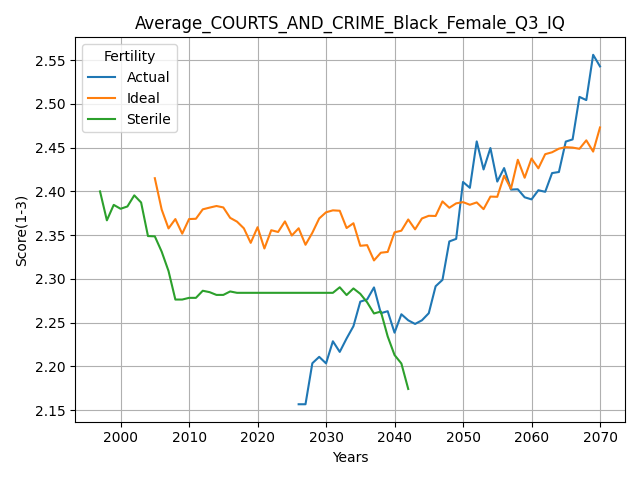 Average_COURTS_AND_CRIME_Black_Female_Q3_IQ
Fertility
Actual
Ideal
Sterile
Score(1-3)
2.55
2.50
2.45
2.40
2.35
2.30
2.25
2.20
2.15
2000 2010 2020 2030 2040 2050 2060 2070
Years